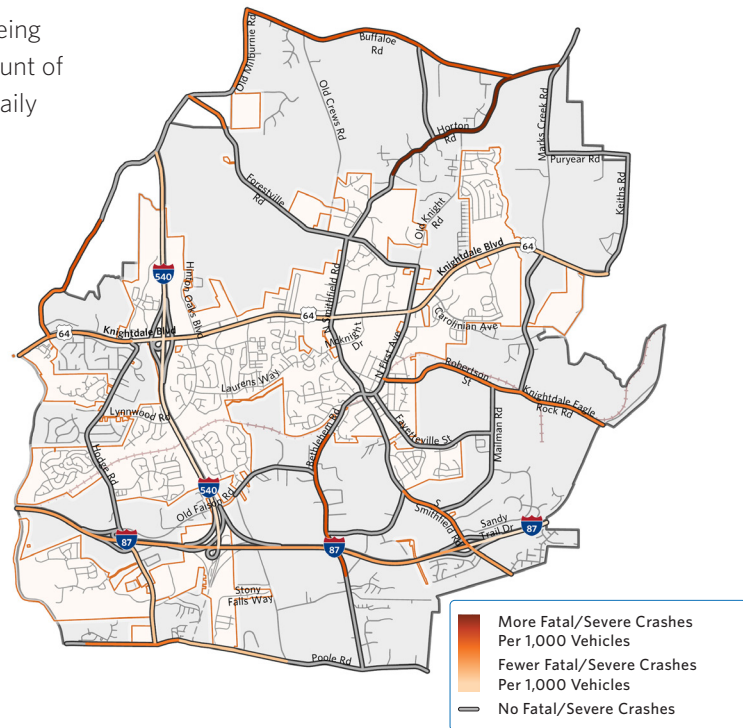 eing
unt of
aily
Buffaloe
Rd
Old Milburnie Rd
Old Crews Rd
Horton
Rd
Marks Creek Rd
Puryear Rd
Keiths Rd
Forestville
Rd
Old Knight
Rd
Knightdale Blvd
64
540
Hinton Oaks Blvd
N Smithfield Rd
64
64
Knightdale Blvd
Mcknight
Dr
Carolinian Ave
N First Ave
Laurens Way
Robertson
St
Knightdale Eagle
Rock Rd
Lynnwood Rd
Bethlehem Rd
Fayetteville St
Mailman Rd
Hodge Rd
540
Old Faison Rd
S
Smithfield Rd
Sandy
Trail Dr
87
87
87
Stony
Falls Way
Poole Rd
More Fatal/Severe Crashes
Per 1,000 Vehicles
Fewer Fatal/Severe Crashes
Per 1,000 Vehicles
No Fatal/Severe Crashes